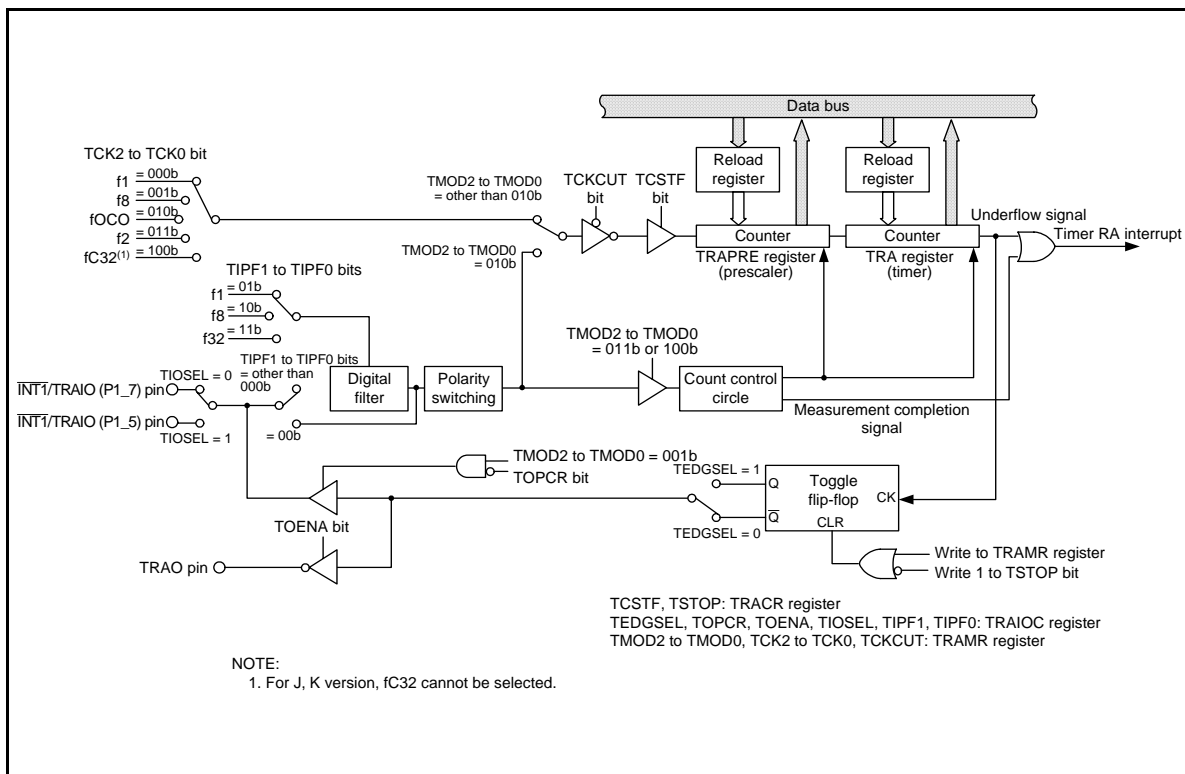 Data bus
TCK2 to TCK0 bit
= 000b
f1
= 001b
f8
= 010b
fOCO
= 011b
f2
= 100b
fC32(1)
TMOD2 to TMOD0
= other than 010b
TCKCUT
bit
TCSTF
bit
Reload
register
Reload
register
Counter
TRAPRE register
(prescaler)
Counter
TRA register
(timer)
Underflow signal
Timer RA interrupt
TMOD2 to TMOD0
= 010b
TIPF1 to TIPF0 bits
= 01b
f1
= 10b
f8
= 11b
f32
TIPF1 to TIPF0 bits
= other than
000b
= 00b
TIOSEL = 0
INT1/TRAIO (P1_7) pin
INT1/TRAIO (P1_5) pin
TIOSEL = 1
Digital
filter
Polarity
switching
TMOD2 to TMOD0
= 011b or 100b
Count control
circle
Measurement completion
signal
TMOD2 to TMOD0 = 001b
TOPCR bit
TEDGSEL = 1
TEDGSEL = 0
Q
Q
Toggle
flip-flop
CK
CLR
TOENA bit
TRAO pin
Write to TRAMR register
Write 1 to TSTOP bit
TCSTF, TSTOP: TRACR register
TEDGSEL, TOPCR, TOENA, TIOSEL, TIPF1, TIPF0: TRAIOC register
TMOD2 to TMOD0, TCK2 to TCK0, TCKCUT: TRAMR register
NOTE:
1. For J, K version, fC32 cannot be selected.